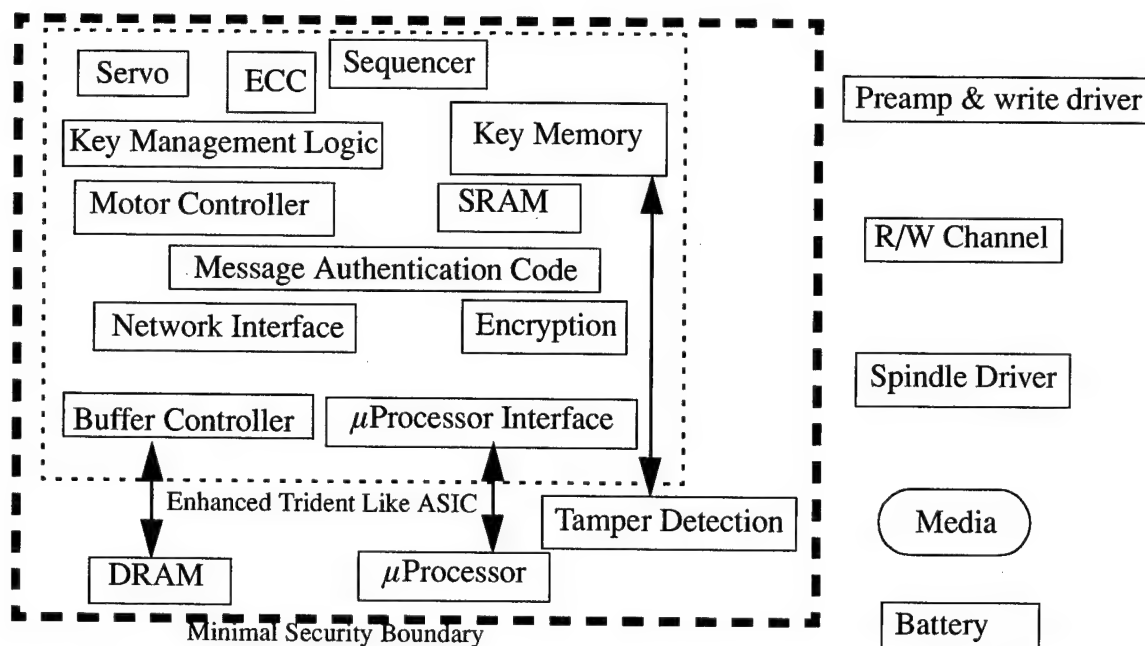 Servo
ECC
Sequencer
Preamp & write driver
Key Management Logic
Key Memory
Motor Controller
SRAM
R/W Channel
Message Authentication Code
Network Interface
Encryption
Spindle Driver
Buffer Controller
μProcessor Interface
Enhanced Trident Like ASIC
Tamper Detection
Media
DRAM
μProcessor
Battery
Minimal Security Boundary